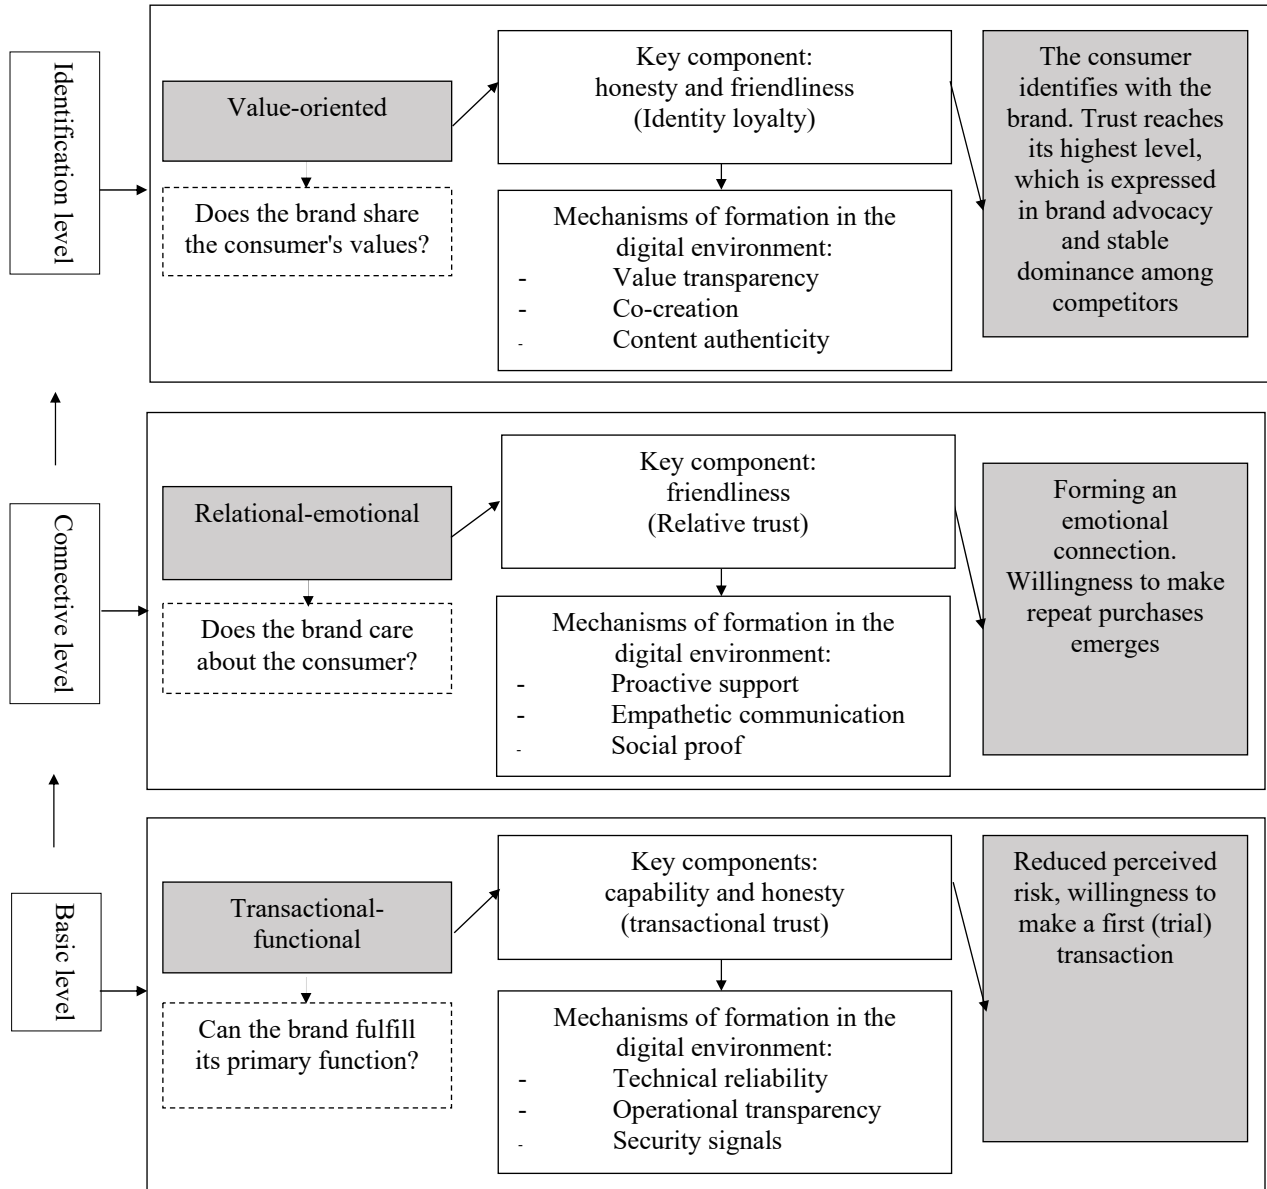 Identification level
Value-oriented
Does the brand share
the consumer's values?
Key component:
honesty and friendliness
(Identity loyalty)
Mechanisms of formation in the
digital environment:
- Value transparency
- Co-creation
- Content authenticity
The consumer
identifies with the
brand. Trust reaches
its highest level,
which is expressed
in brand advocacy
and stable
dominance among
competitors
Connective level
Relational-emotional
Does the brand care
about the consumer?
Key component:
friendliness
(Relative trust)
Mechanisms of formation in the
digital environment:
- Proactive support
- Empathetic communication
- Social proof
Forming an
emotional
connection.
Willingness to make
repeat purchases
emerges
Basic level
Transactional-
functional
Can the brand fulfill
its primary function?
Key components:
capability and honesty
(transactional trust)
Mechanisms of formation in the
digital environment:
- Technical reliability
- Operational transparency
- Security signals
Reduced perceived
risk, willingness to
make a first (trial)
transaction